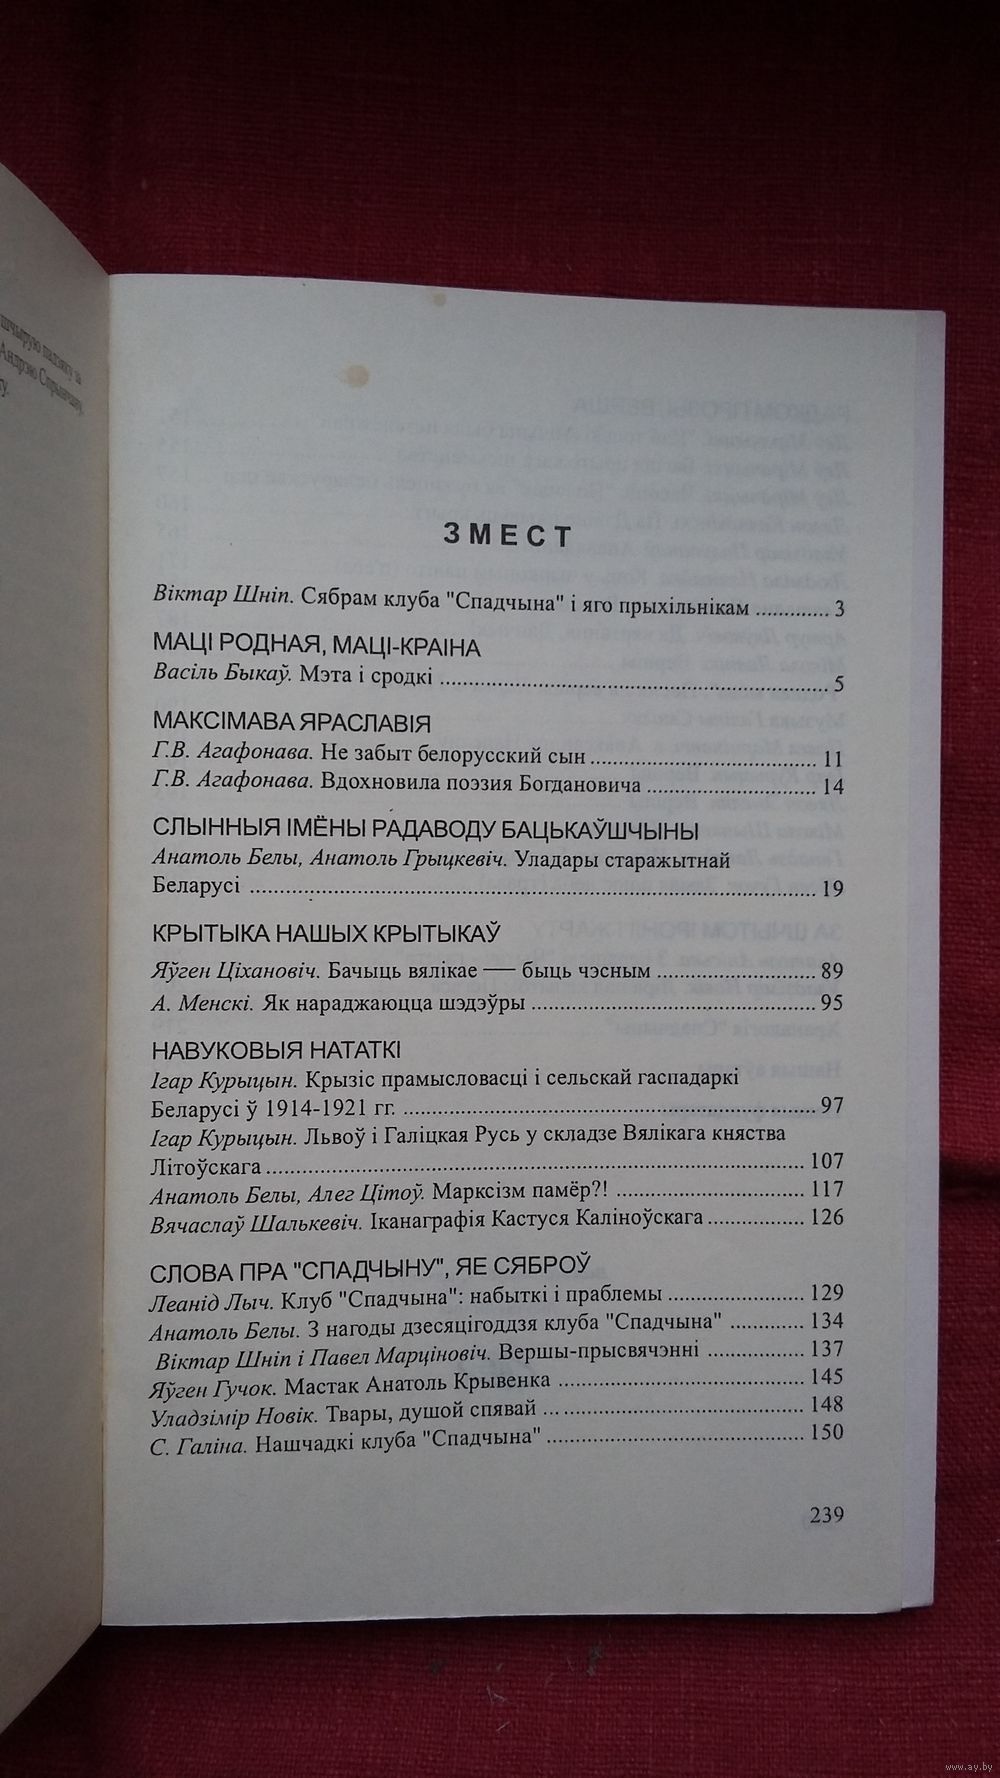 шчырую падзяку за
ЗМЕСТ
Віктар Шніп. Сябрам клуба "Спадчына" і яго прыхільнікам ............ 3
МАЦІ РОДНАЯ, МАЦІ-КРАІНА
Васіль Быкаў. Мэта і сродкі ............ 5
МАКСІМАВА ЯРАСЛАВІЯ
Г.В. Агафонава. Не забыт белорусский сын ............ 11
Г.В. Агафонава. Вдохновила поэзия Богдановича ............ 14
СЛЫННЫЯ ІМЁНЫ РАДАВОДУ БАЦЬКАЎШЧЫНЫ
Анатоль Белы, Анатоль Грыцкевіч. Уладары старажытнай
Беларусі ............ 19
КРЫТЫКА НАШЫХ КРЫТЫКАЎ
Яўген Ціхановіч. Бачыць вялікае — быць чэсным ............ 89
А. Менскі. Як нараджаюцца шэдэўры ............ 95
НАВУКОВЫЯ НАТАТКІ
Ігар Курыцын. Крызіс прамысловасці і сельскай гаспадаркі
Беларусі ў 1914-1921 гг. ............ 97
Ігар Курыцын. Львоў і Галіцкая Русь у складзе Вялікага княства
Літоўскага ............ 107
Анатоль Белы, Алег Цітоў. Марксізм памёр?! ............ 117
Вячаслаў Шалькевіч. Іканаграфія Кастуся Каліноўскага ............ 126
СЛОВА ПРА "СПАДЧЫНУ", ЯЕ СЯБРОЎ
Леанід Лыч. Клуб "Спадчына": набыткі і праблемы ............ 129
Анатоль Белы. З нагоды дзесяцігоддзя клуба "Спадчына" ............ 134
Віктар Шніп і Павел Марціновіч. Вершы-прысвячэнні ............ 137
Яўген Гучок. Мастак Анатоль Крывенка ............ 145
Уладзімір Новік. Твары, душой спявай ............ 148
С. Галіна. Нашчадкі клуба "Спадчына" ............ 150
239
www.ay.by